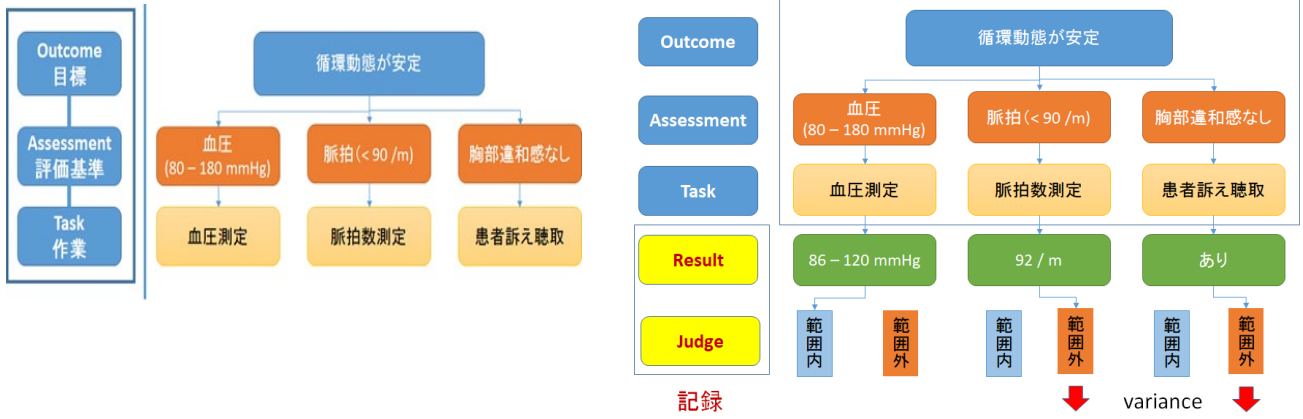 Outcome
目標
Assessment
評価基準
Task
作業
循環動態が安定
血圧
(80 – 180 mmHg)
脈拍(< 90 /m)
胸部違和感なし
血圧測定
脈拍数測定
患者訴え聴取
Outcome
Assessment
Task
Result
Judge
記録
循環動態が安定
血圧
(80 – 180 mmHg)
脈拍(< 90 /m)
胸部違和感なし
血圧測定
脈拍数測定
患者訴え聴取
86 – 120 mmHg
92 / m
あり
範囲内
範囲外
範囲内
範囲外
範囲内
範囲外
variance